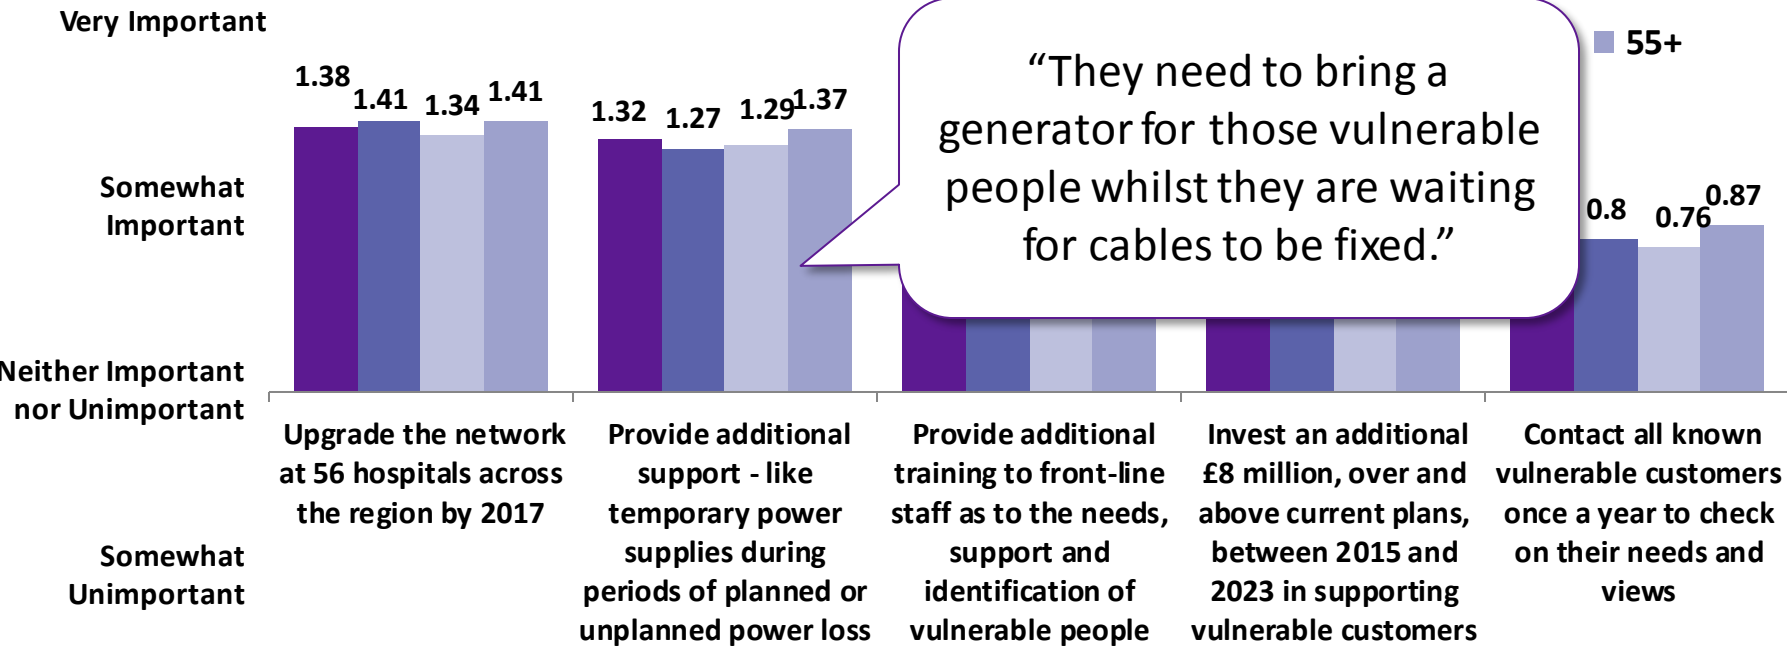 Very Important
Somewhat
Important
Neither Important
nor Unimportant
Somewhat
Unimportant
1.38
1.41
1.34
1.41
1.32
1.27
1.29
1.37
0.8
0.76
0.87
55+
“They need to bring a
generator for those vulnerable
people whilst they are waiting
for cables to be fixed.”
Upgrade the network
at 56 hospitals across
the region by 2017
Provide additional
support - like
temporary power
supplies during
periods of planned or
unplanned power loss
Provide additional
training to front-line
staff as to the needs,
support and
identification of
vulnerable people
Invest an additional
£8 million, over and
above current plans,
between 2015 and
2023 in supporting
vulnerable customers
Contact all known
vulnerable customers
once a year to check
on their needs and
views